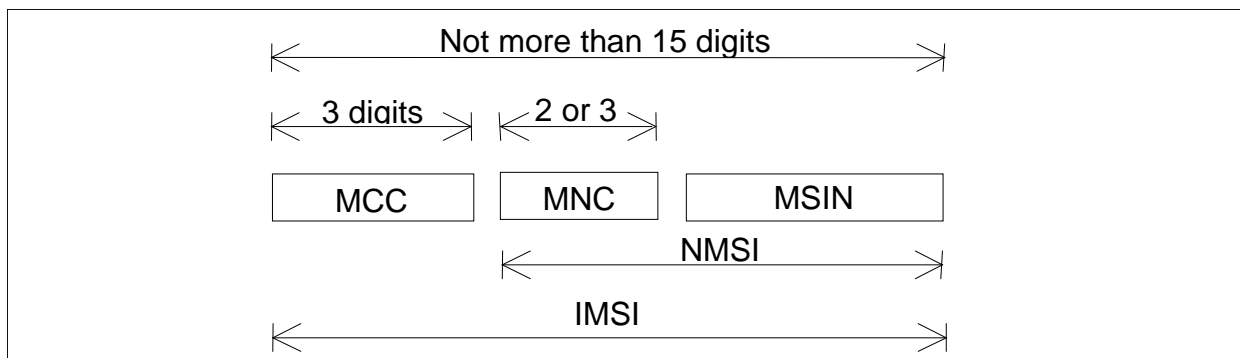 Not more than 15 digits
3 digits
2 or 3
MCC
MNC
MSIN
NMSI
IMSI